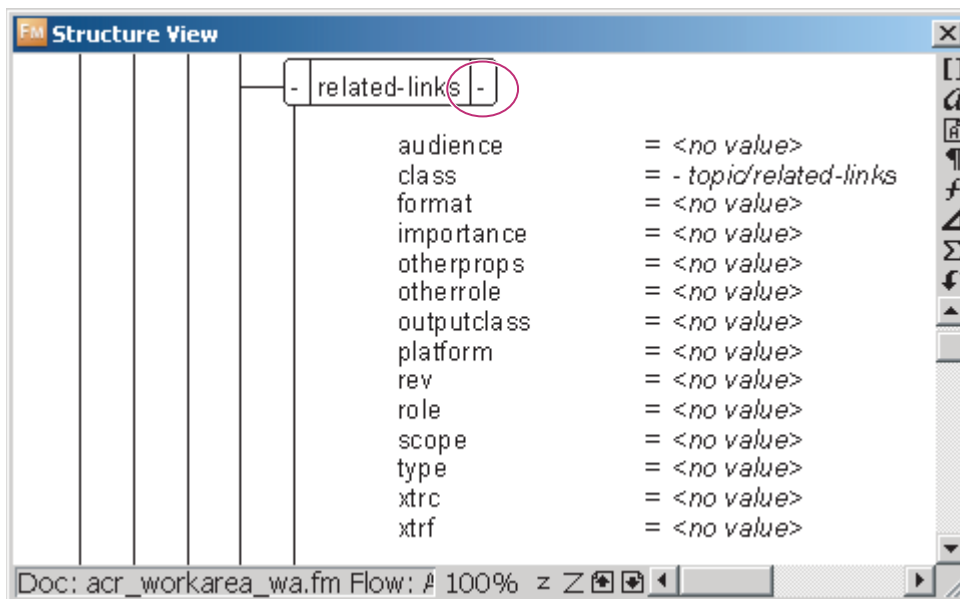 FM Structure View
- related-links -
audience = <no value>
class = - topic/related-links
format = <no value>
importance = <no value>
otherprops = <no value>
otherrole = <no value>
outputclass = <no value>
platform = <no value>
rev = <no value>
role = <no value>
scope = <no value>
type = <no value>
xtrc = <no value>
xtrf = <no value>
Doc: acr_workarea_wa.fm Flow: A 100% z Z